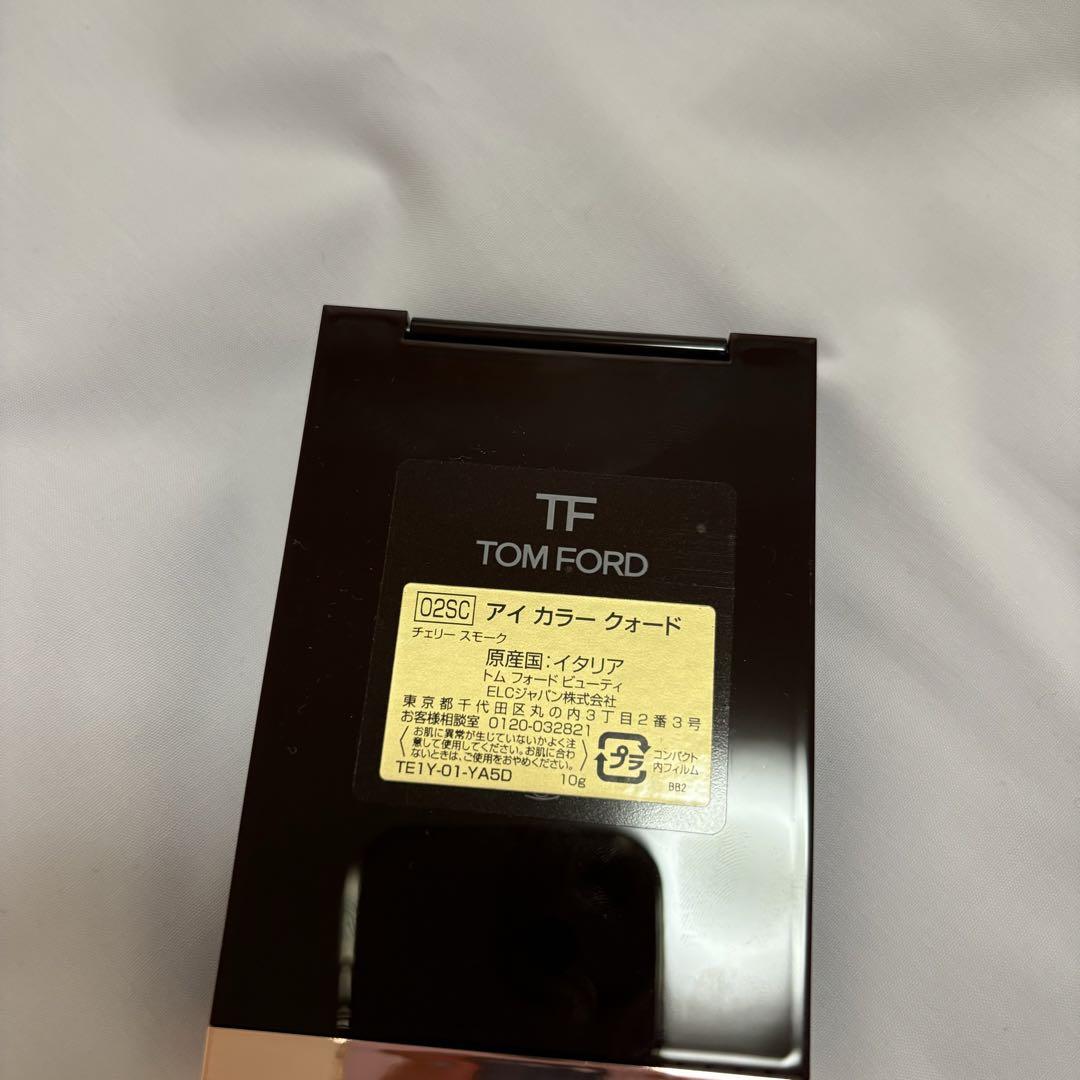 TF
TOM FORD
02SC アイ カラー クォード
チェリー スモーク
原産国:イタリア
トム フォード ビューティ
ELCジャパン株式会社
東京都千代田区丸の内3丁目2番3号
お客様相談室 0120-032821
お肌に異常が生じていないかよく注
意して使用してください。お肌に合わ
ないときは、ご使用をおやめください。
プラ
コンパクト
内フィルム
TE1Y-01-YA5D 10g BB2